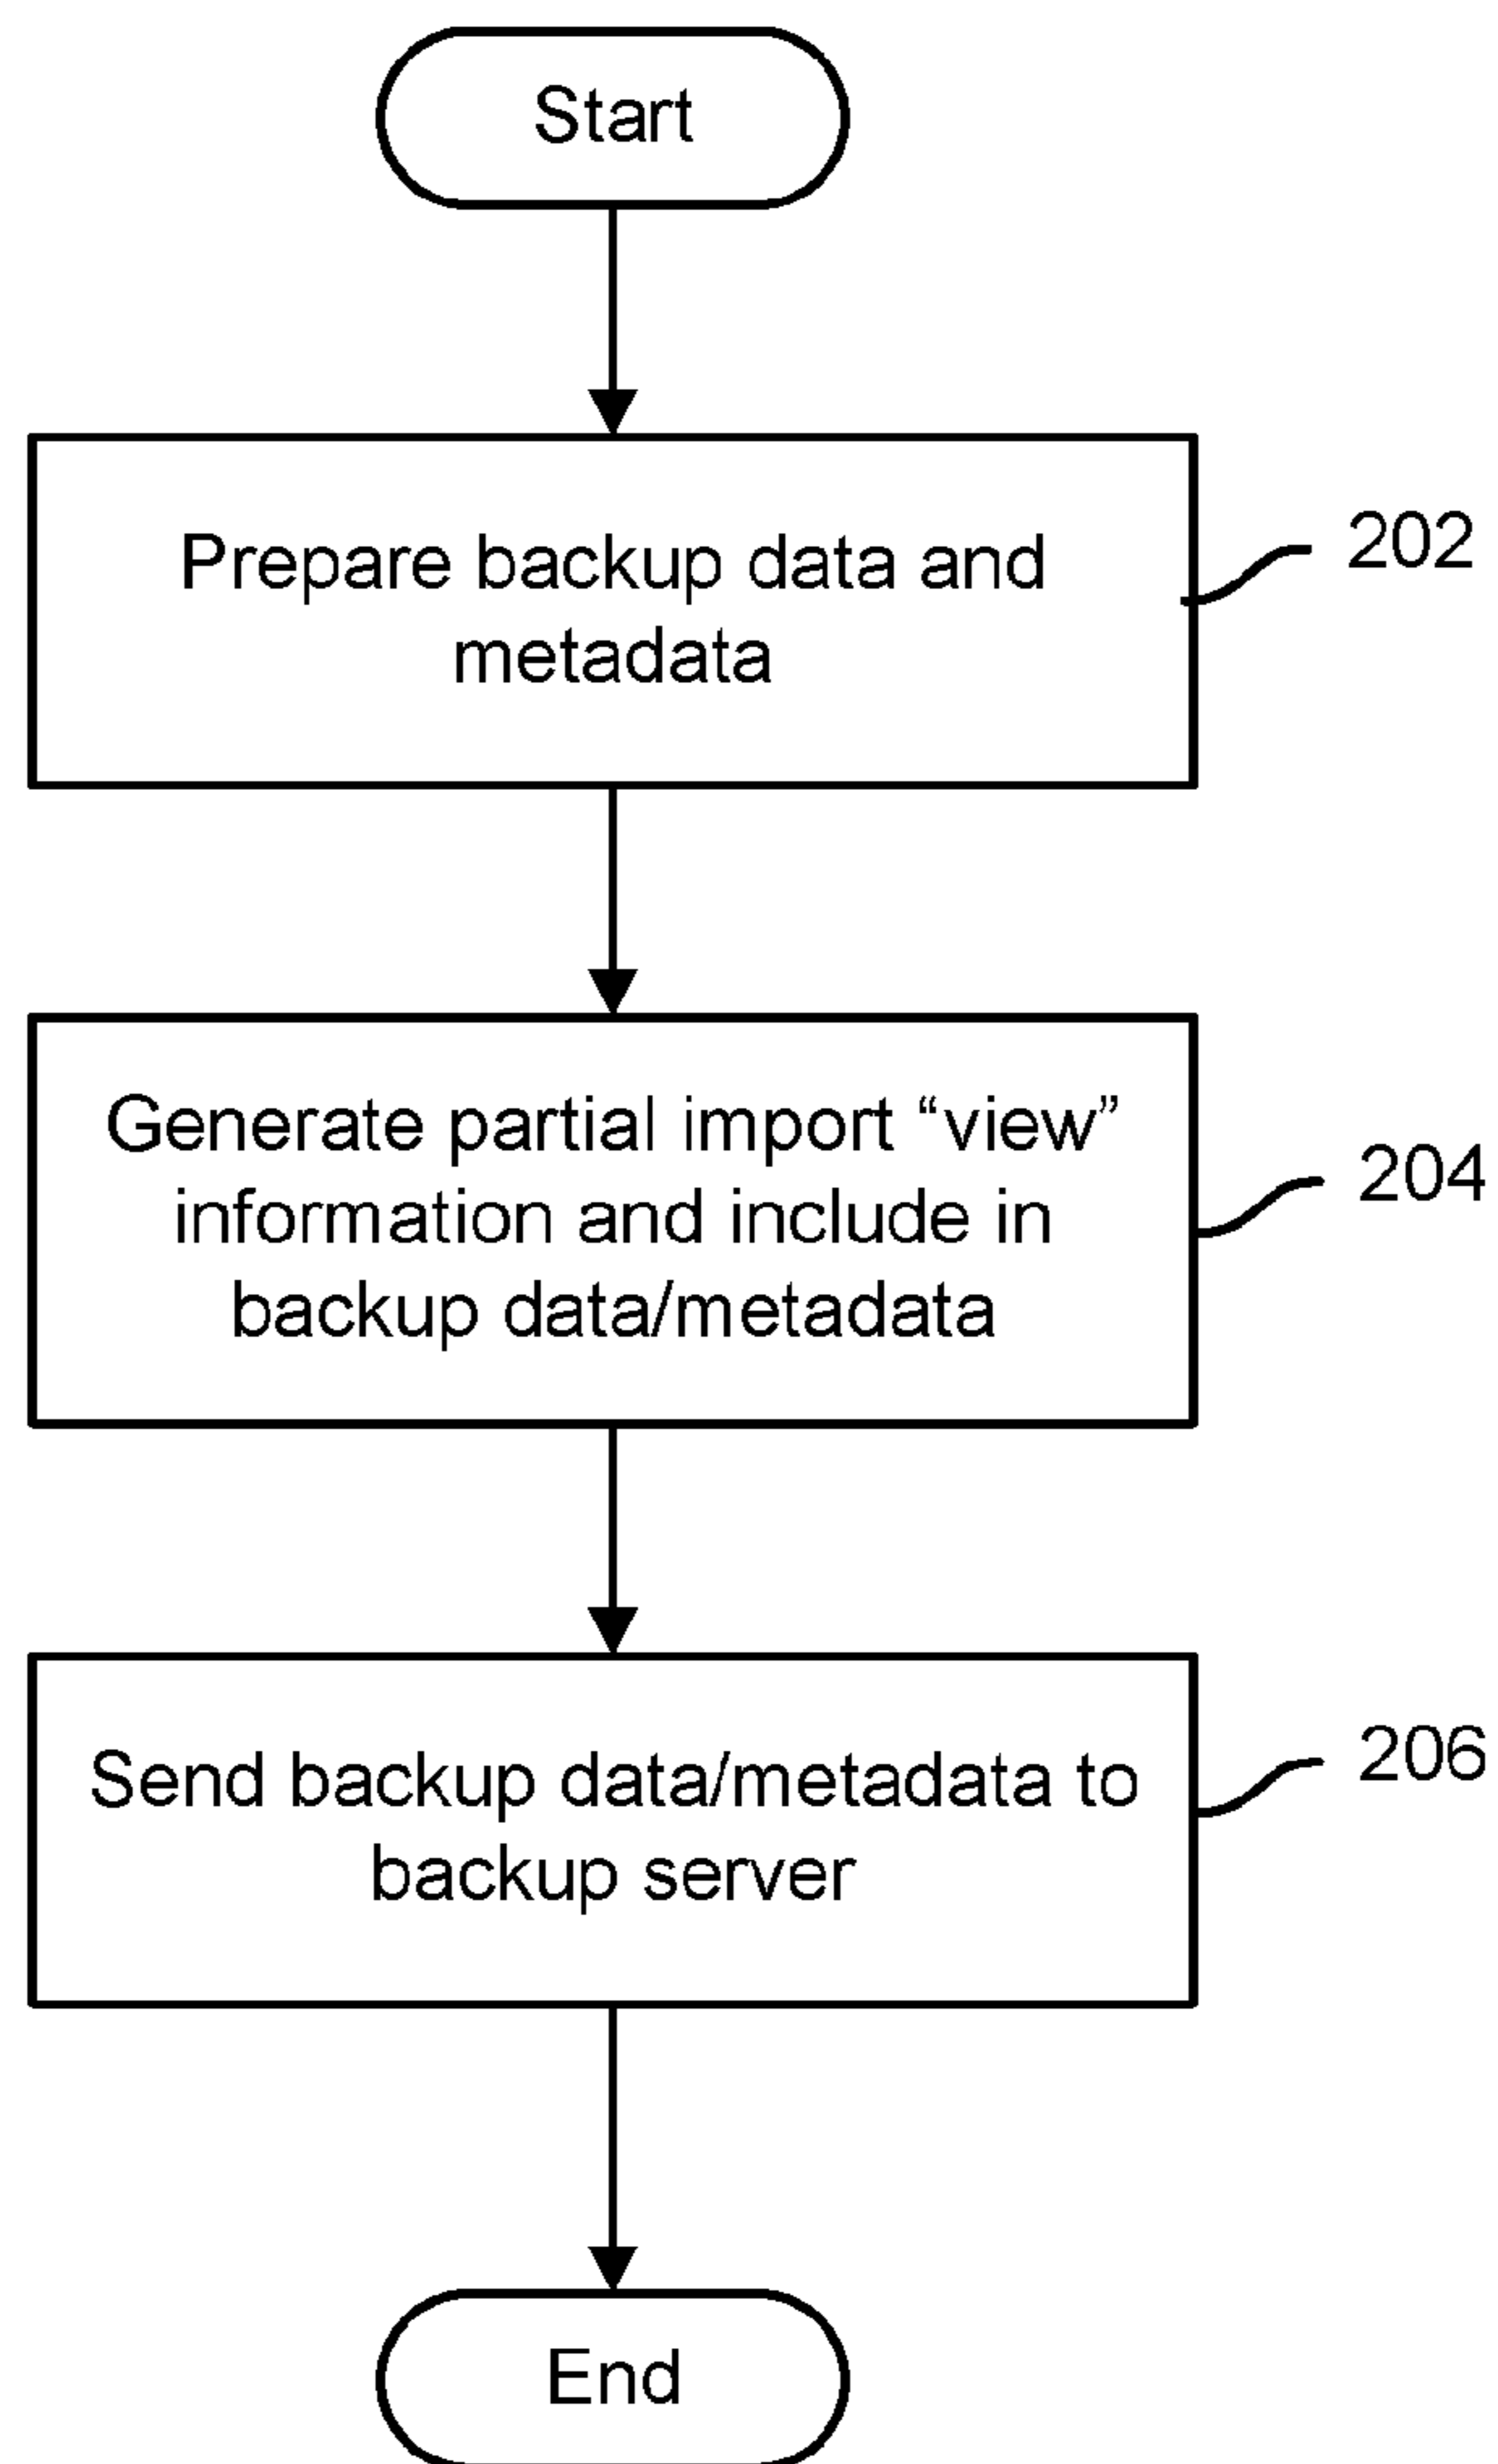 Start
Prepare backup data and
metadata
202
Generate partial import “view”
information and include in
backup data/metadata
204
Send backup data/metadata to
backup server
206
End